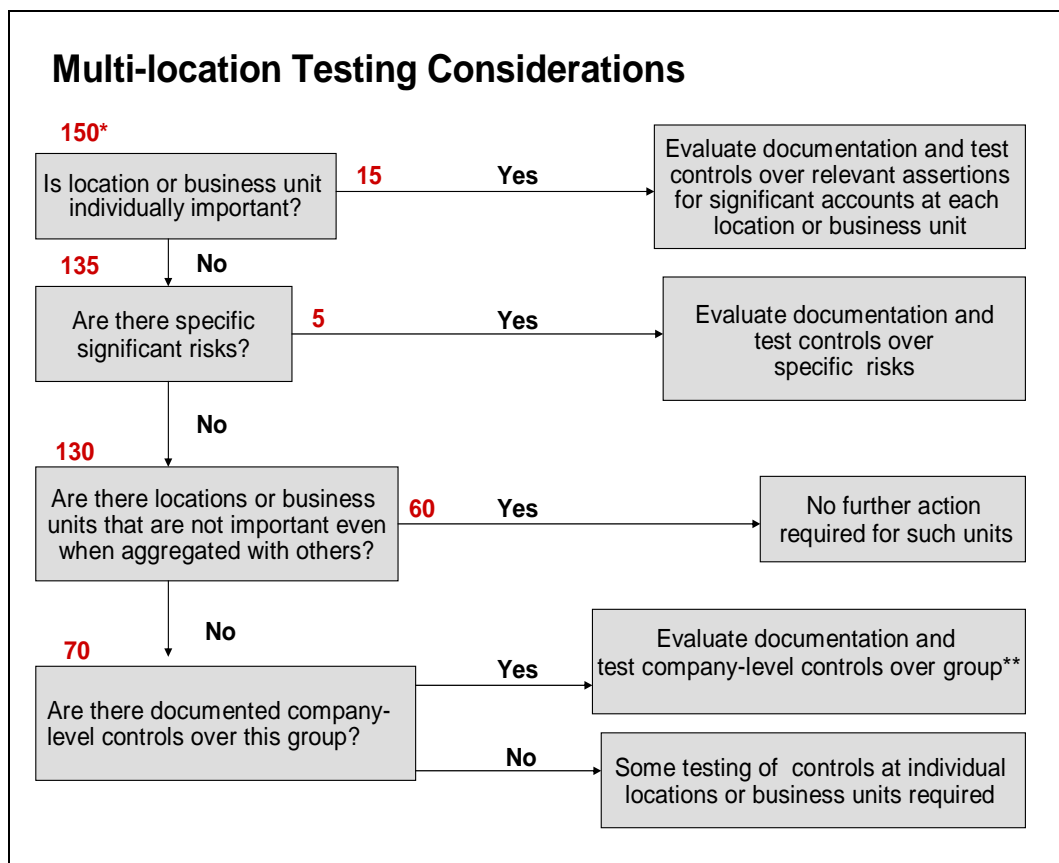 Multi-location Testing Considerations
150*
Is location or business unit
individually important?
15
Yes
Evaluate documentation and test
controls over relevant assertions
for significant accounts at each
location or business unit
No
135
Are there specific
significant risks?
5
Yes
Evaluate documentation and
test controls over
specific risks
No
130
Are there locations or business
units that are not important even
when aggregated with others?
60
Yes
No further action
required for such units
No
70
Are there documented company-
level controls over this group?
Yes
Evaluate documentation and
test company-level controls over group**
No
Some testing of controls at individual
locations or business units required